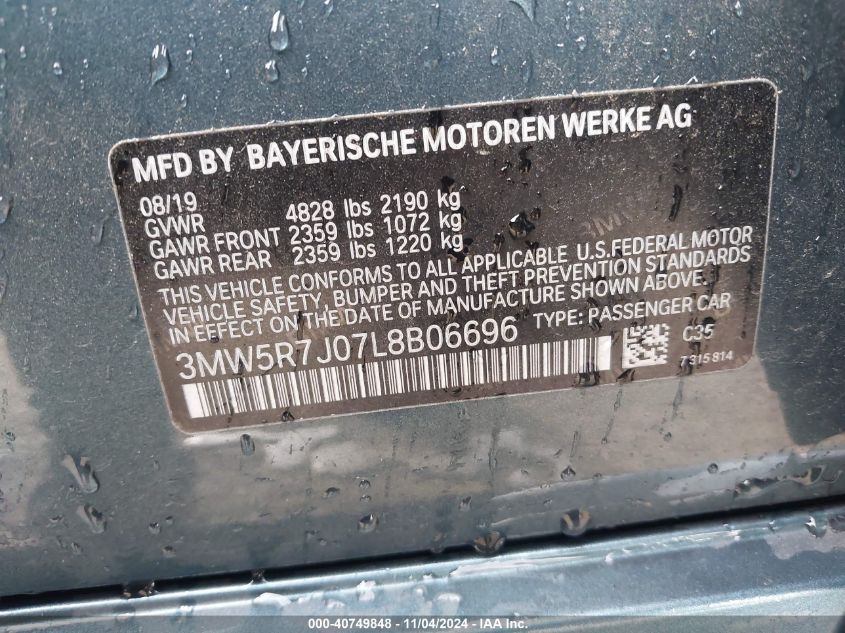 MFD BY BAYERISCHE MOTOREN WERKE AG
08/19
GVWR 4828 lbs 2190 kg
GAWR FRONT 2359 lbs 1072 kg
GAWR REAR 2359 lbs 1220 kg
THIS VEHICLE CONFORMS TO ALL APPLICABLE U.S.FEDERAL MOTOR
VEHICLE SAFETY, BUMPER AND THEFT PREVENTION STANDARDS
IN EFFECT ON THE DATE OF MANUFACTURE SHOWN ABOVE.
3MW5R7J07L8B06696 TYPE: PASSENGER CAR
C35
7 315 814
000-40749848 - 11/04/2024 -